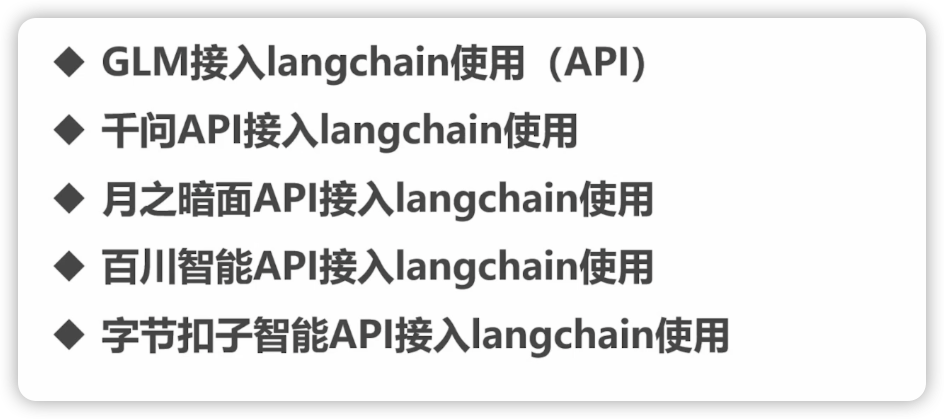 ◆ GLM接入langchain使用（API）
◆ 千问API接入langchain使用
◆ 月之暗面API接入langchain使用
◆ 百川智能API接入langchain使用
◆ 字节扣子智能API接入langchain使用